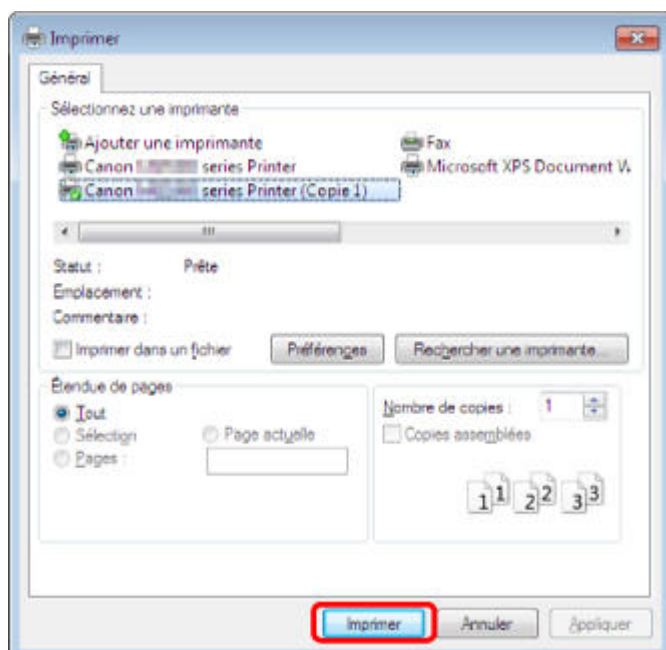 Imprimer
Général
Sélectionnez une imprimante
Ajouter une imprimante
Fax
Canon series Printer
Microsoft XPS Document W
Canon series Printer (Copie 1)
Statut : Prête
Emplacement :
Commentaire :
Imprimer dans un fichier
Préférences
Rechercher une imprimante...
Étendue de pages
Tout
Sélection
Page actuelle
Pages :
Nombre de copies : 1
Copies assemblées
1 1 2 2 3 3
Imprimer
Annuler
Appliquer